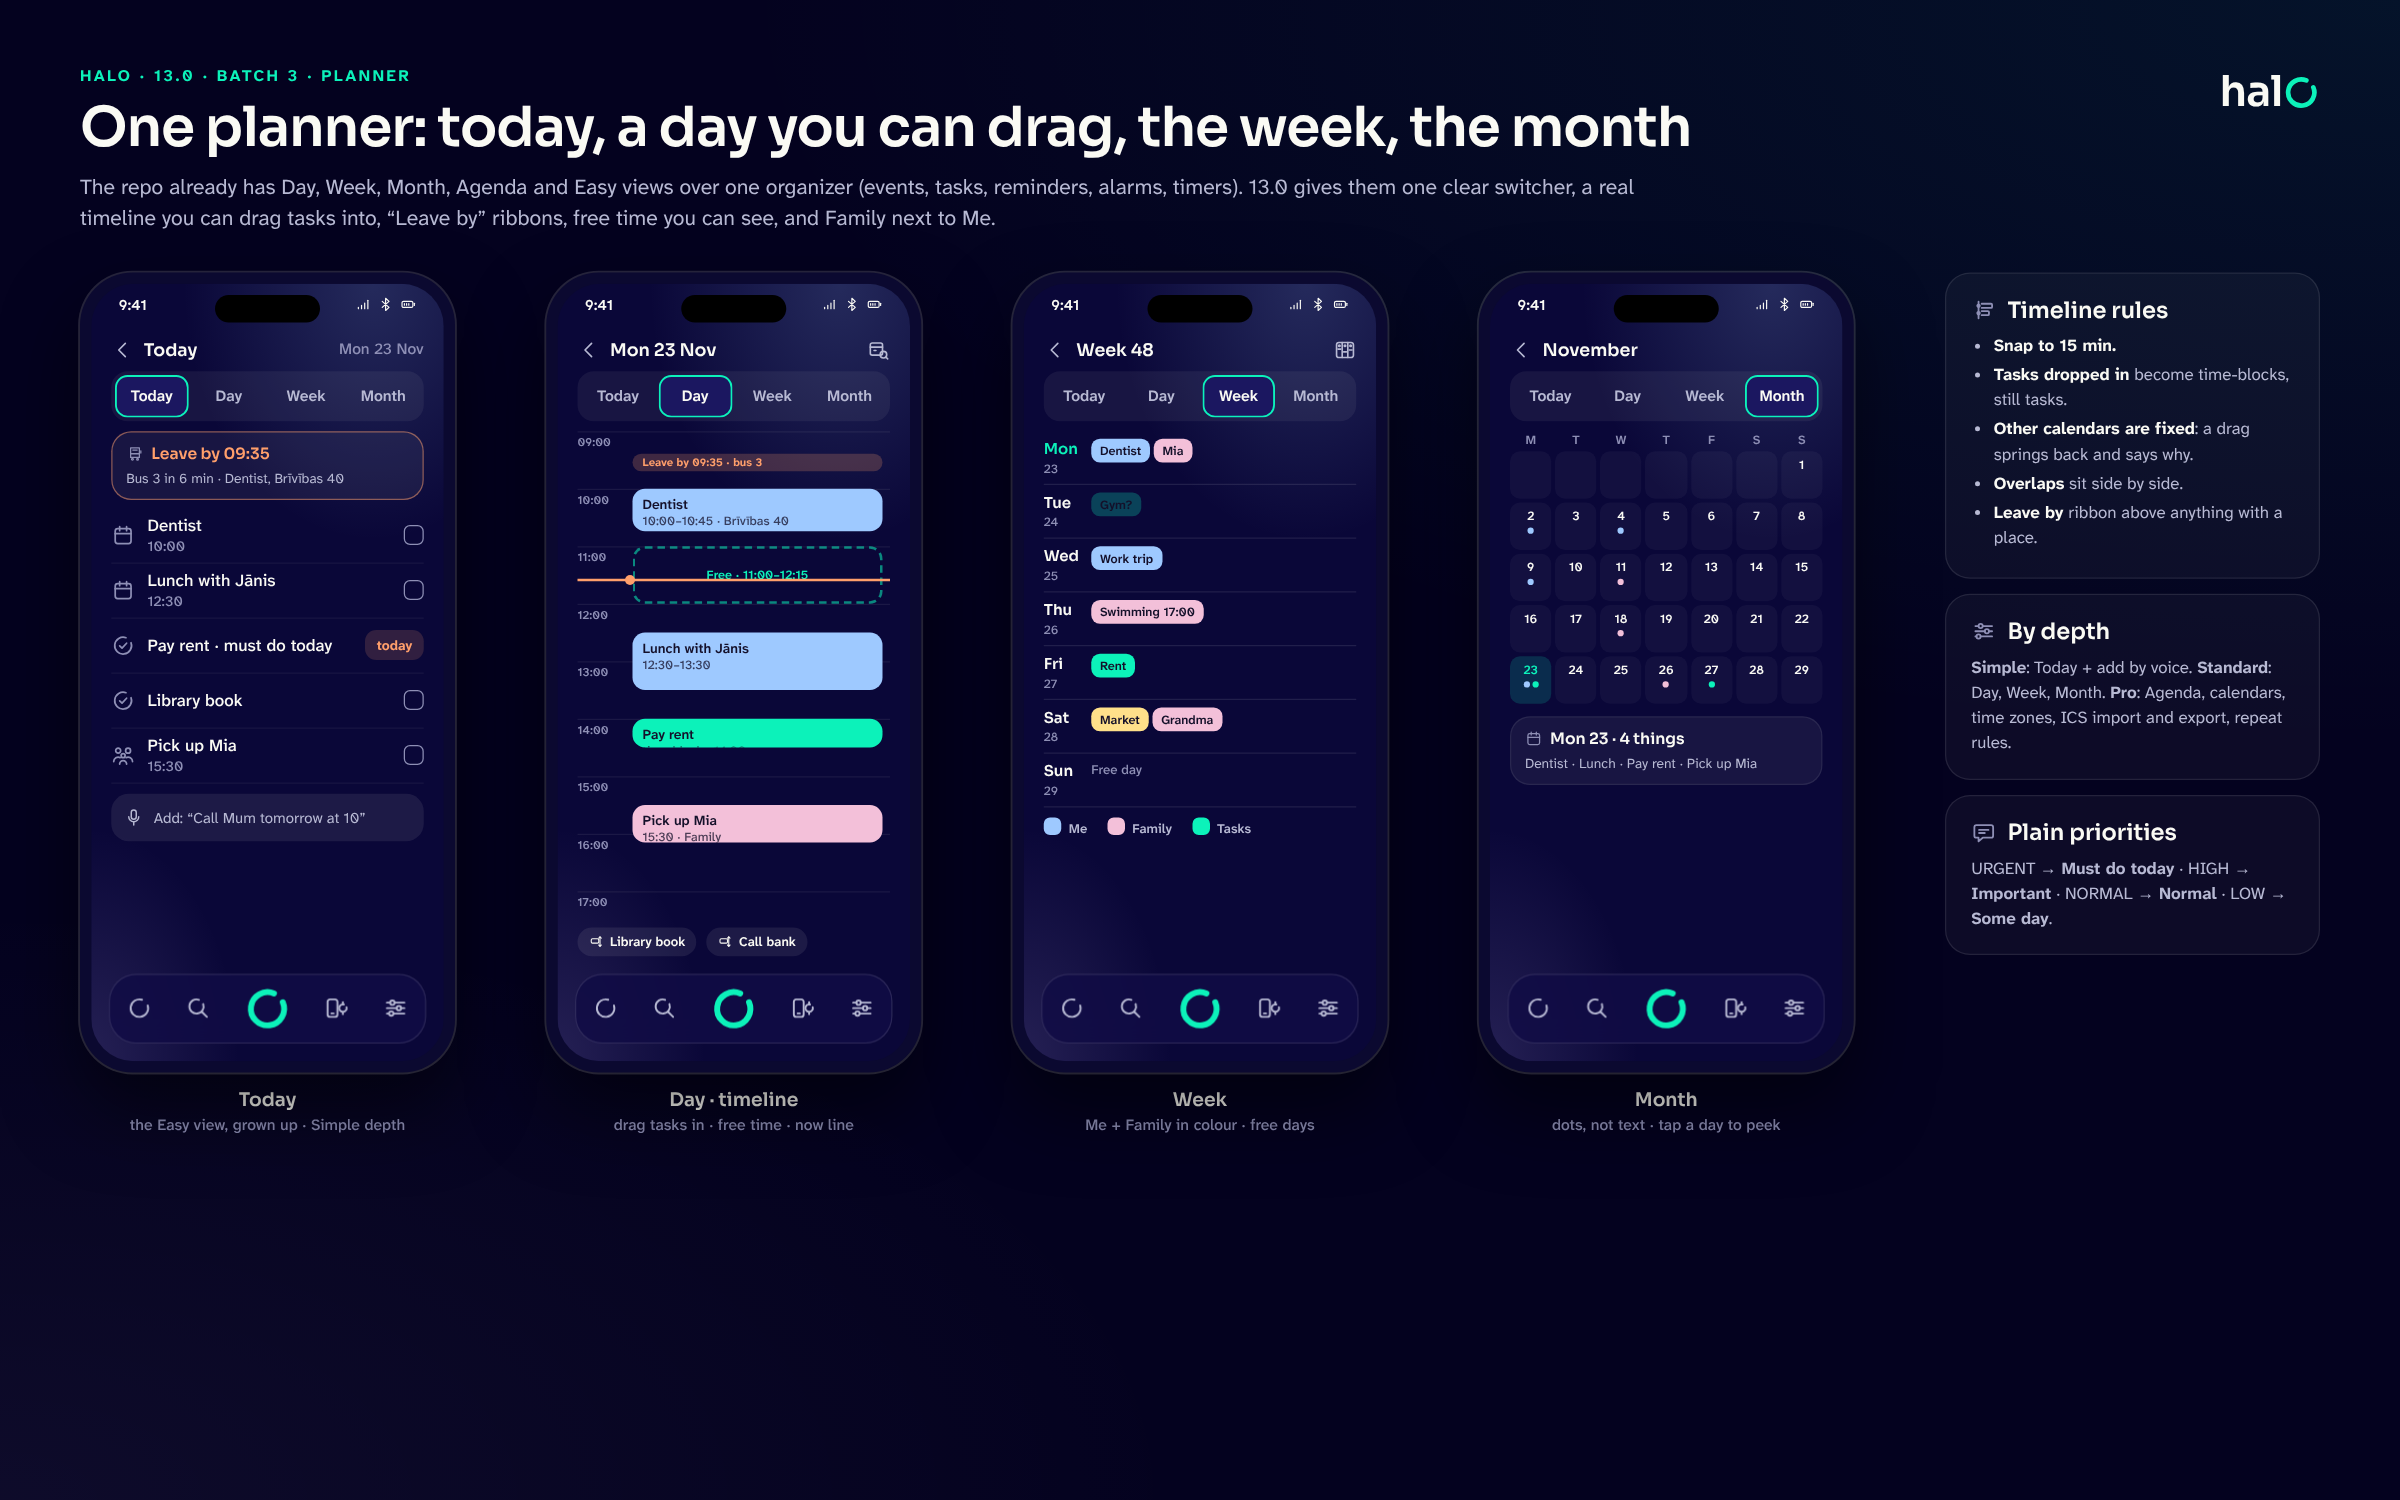 HALO · 13.0 · BATCH 3 · PLANNER
halo
One planner: today, a day you can drag, the week, the month
The repo already has Day, Week, Month, Agenda and Easy views over one organizer (events, tasks, reminders, alarms, timers). 13.0 gives them one clear switcher, a real
timeline you can drag tasks into, “Leave by” ribbons, free time you can see, and Family next to Me.
9:41
Today
Mon 23 Nov
Today Day Week Month
Leave by 09:35
Bus 3 in 6 min · Dentist, Brīvības 40
Dentist
10:00
Lunch with Jānis
12:30
Pay rent · must do today
today
Library book
Pick up Mia
15:30
Add: “Call Mum tomorrow at 10”
Today
the Easy view, grown up · Simple depth
9:41
Mon 23 Nov
Today Day Week Month
09:00
Leave by 09:35 · bus 3
10:00
Dentist
10:00–10:45 · Brīvības 40
11:00
Free · 11:00–12:15
12:00
Lunch with Jānis
12:30–13:30
13:00
14:00
Pay rent
15:00
Pick up Mia
15:30 · Family
16:00
17:00
Library book
Call bank
Day · timeline
drag tasks in · free time · now line
9:41
Week 48
Today Day Week Month
Mon
23
Dentist Mia
Tue
24
Gym?
Wed
25
Work trip
Thu
26
Swimming 17:00
Fri
27
Rent
Sat
28
Market Grandma
Sun
29
Free day
Me Family Tasks
Week
Me + Family in colour · free days
9:41
November
Today Day Week Month
M T W T F S S
1
2 3 4 5 6 7 8
9 10 11 12 13 14 15
16 17 18 19 20 21 22
23 24 25 26 27 28 29
Mon 23 · 4 things
Dentist · Lunch · Pay rent · Pick up Mia
Month
dots, not text · tap a day to peek
Timeline rules
• Snap to 15 min.
• Tasks dropped in become time-blocks,
still tasks.
• Other calendars are fixed: a drag
springs back and says why.
• Overlaps sit side by side.
• Leave by ribbon above anything with a
place.
By depth
Simple: Today + add by voice. Standard:
Day, Week, Month. Pro: Agenda, calendars,
time zones, ICS import and export, repeat
rules.
Plain priorities
URGENT → Must do today · HIGH →
Important · NORMAL → Normal · LOW →
Some day.